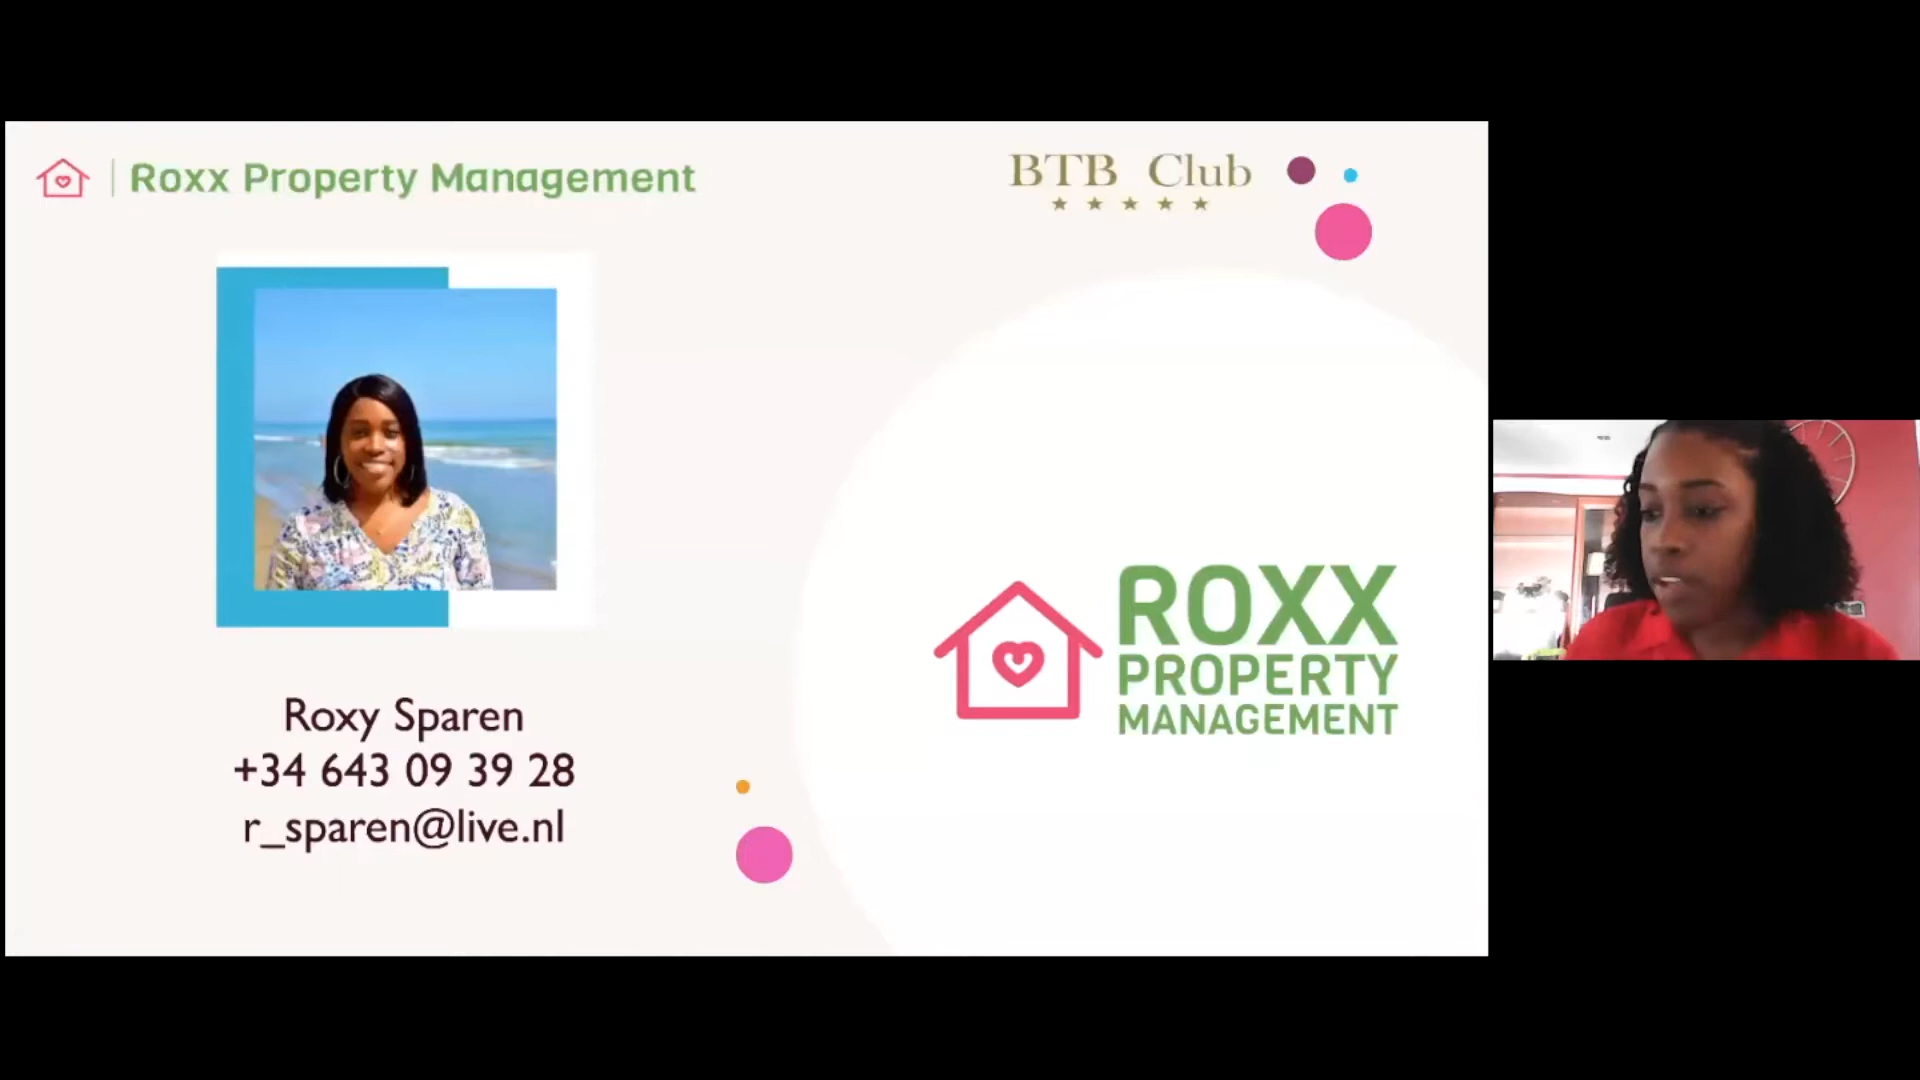 Roxx Property Management
BTB Club
Roxy Sparen
+34 643 09 39 28
r_sparen@live.nl
ROXX
PROPERTY
MANAGEMENT